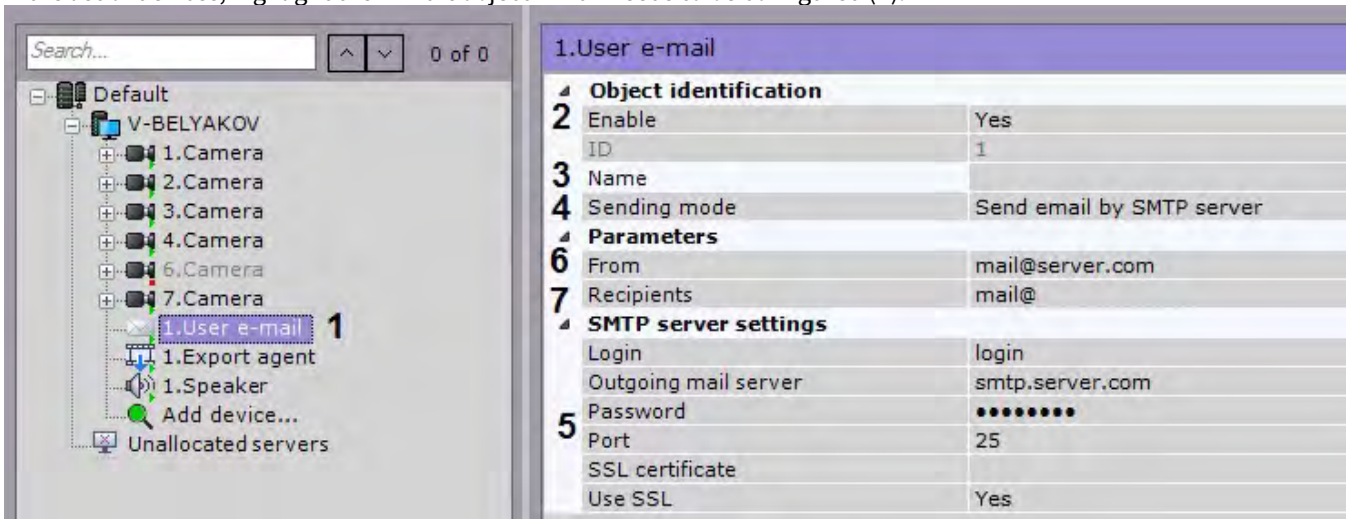 Search...
0 of 0
Default
V-BELYAKOV
1.Camera
2.Camera
3.Camera
4.Camera
6.Camera
7.Camera
1.User e-mail 1
1.Export agent
1.Speaker
Add device...
Unallocated servers
1.User e-mail
Object identification
2 Enable Yes
ID 1
3 Name
4 Sending mode Send email by SMTP server
Parameters
6 From mail@server.com
7 Recipients mail@
SMTP server settings
Login login
Outgoing mail server smtp.server.com
Password ●●●●●●●●
5 Port 25
SSL certificate
Use SSL Yes